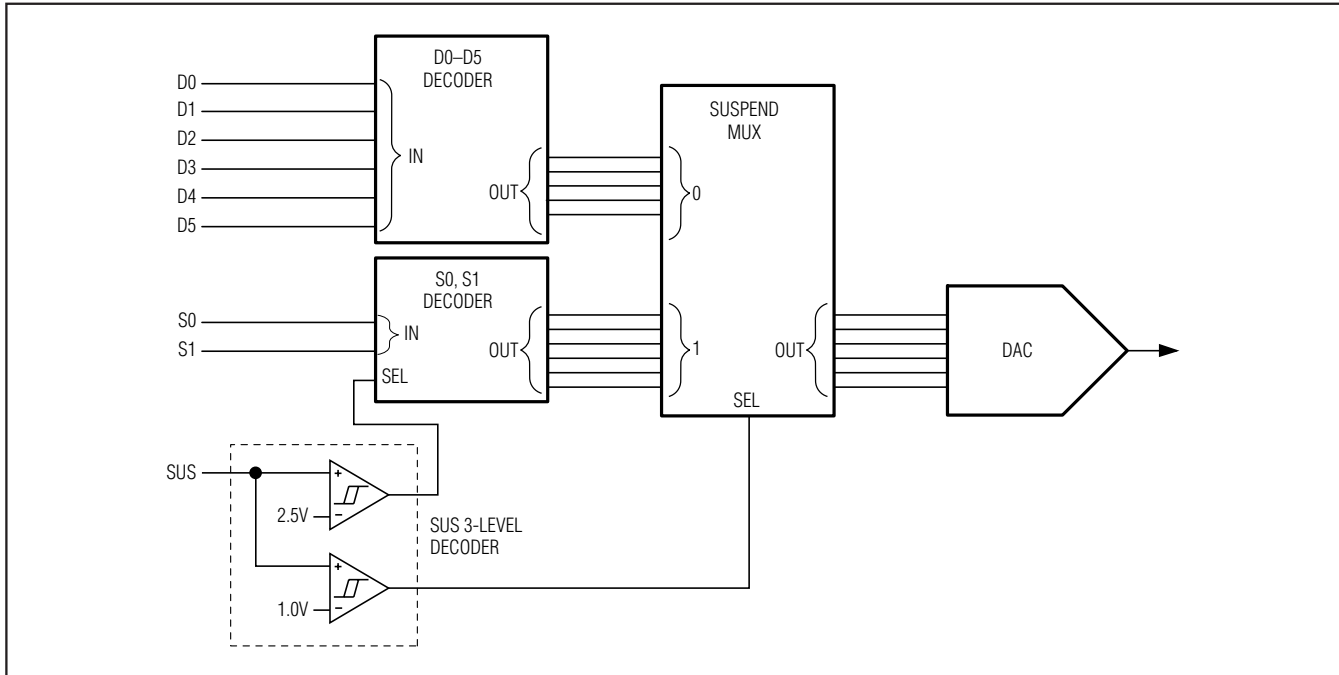 D0–D5
DECODER
D0
D1
D2
D3
D4
D5
IN
OUT
SUSPEND
MUX
0
1
OUT
SEL
S0, S1
DECODER
S0
S1
IN
OUT
SEL
DAC
SUS
+
2.5V
−
SUS 3-LEVEL
DECODER
+
1.0V
−